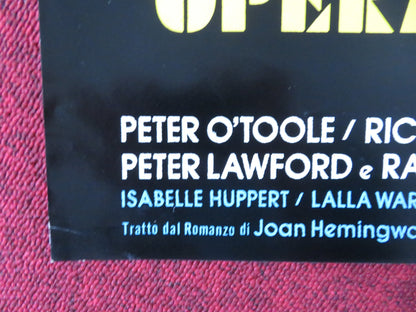 OPERA
PETER O'TOOLE / RIC
PETER LAWFORD e RA
ISABELLE HUPPERT / LALLA WAR
Tratto dal Romanzo di Joan Hemingwa